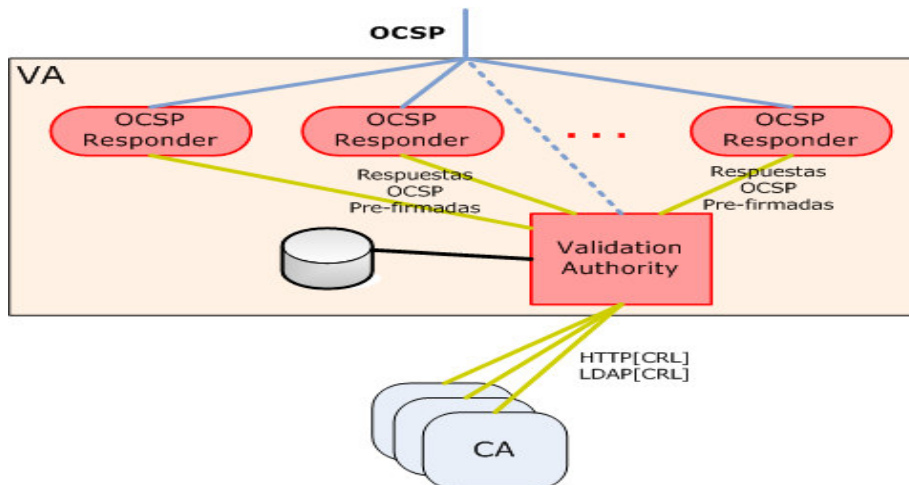 OCSP
VA
OCSP
Responder
OCSP
Responder
OCSP
Responder
Respuestas
OCSP
Pre-firmadas
Respuestas
OCSP
Pre-firmadas
Validation
Authority
HTTP[CRL]
LDAP[CRL]
CA